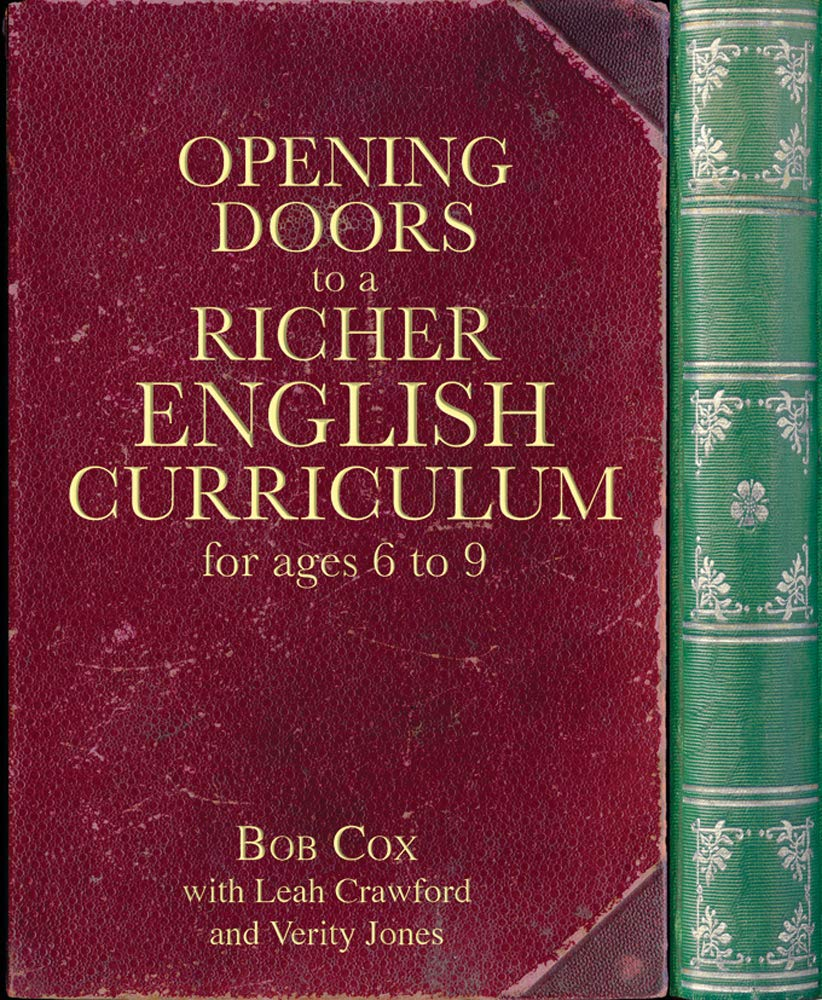 OPENING
DOORS
to a
RICHER
ENGLISH
CURRICULUM
for ages 6 to 9
BOB COX
with Leah Crawford
and Verity Jones